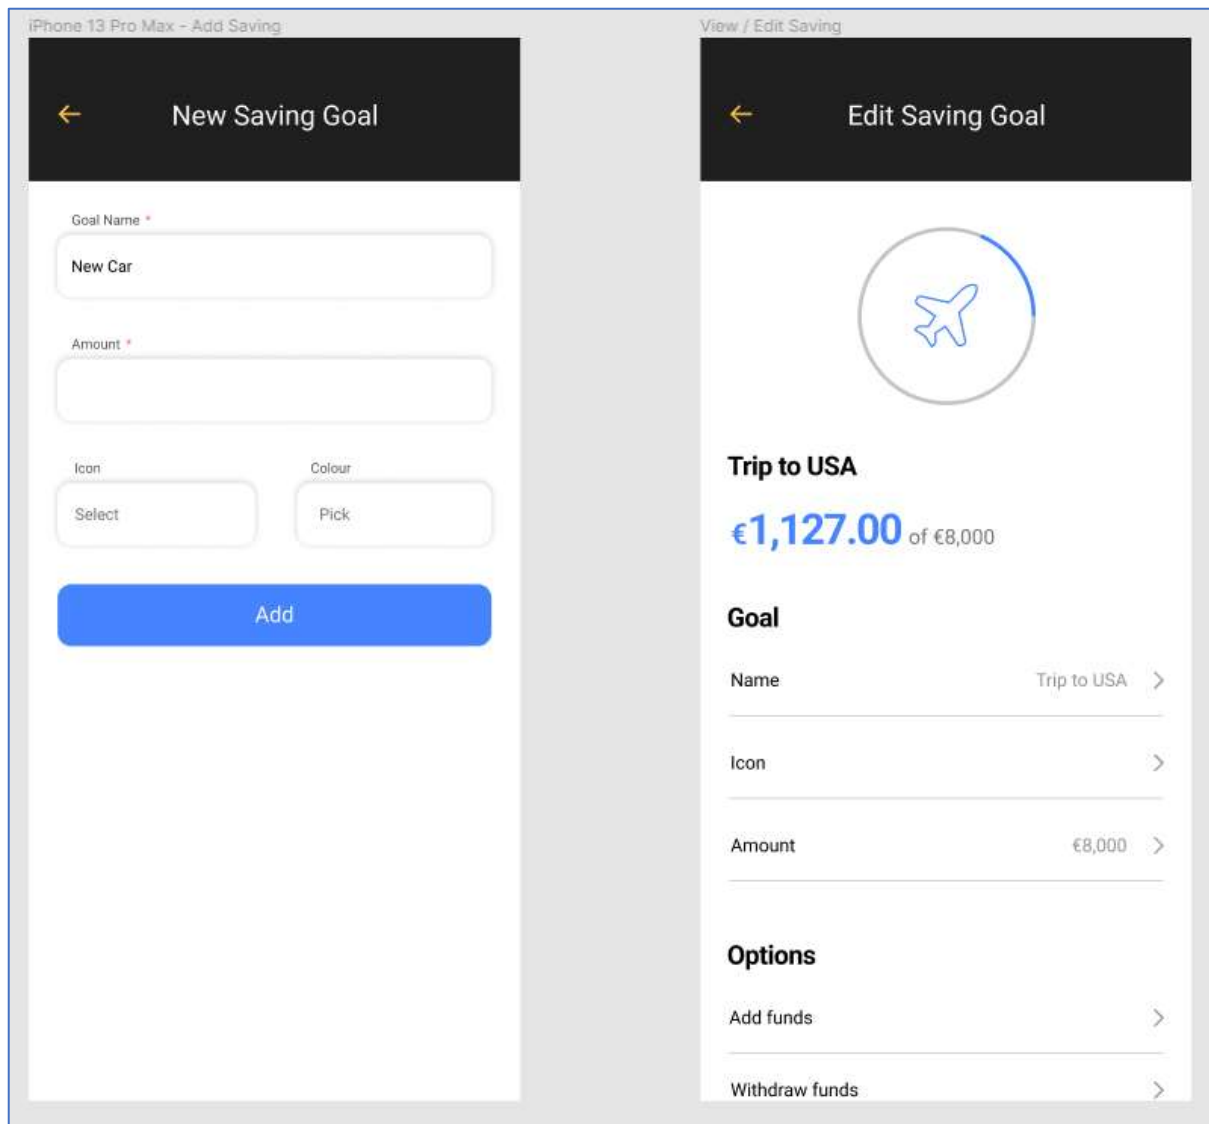 iPhone 13 Pro Max - Add Saving
New Saving Goal
Goal Name *
New Car
Amount *
Icon
Colour
Select
Pick
Add
View / Edit Saving
Edit Saving Goal
Trip to USA
€1,127.00 of €8,000
Goal
Name Trip to USA
Icon
Amount €8,000
Options
Add funds
Withdraw funds